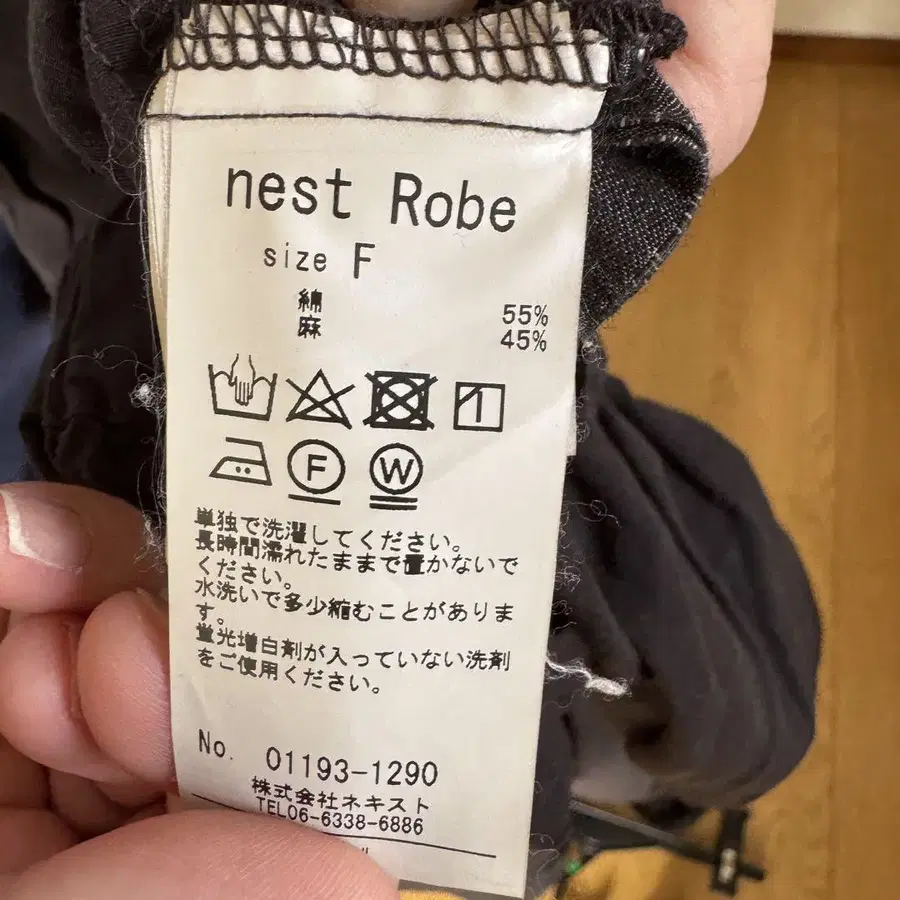 nest Robe
size F
綿 55%
麻 45%
F W
単独で洗濯してください。
長時間濡れたままで置かないで
ください。
水洗いで多少縮むことがありま
す。
蛍光増白剤が入っていない洗剤
をご使用ください。
No. 01193-1290
株式会社ネキスト
TEL06-6338-6886